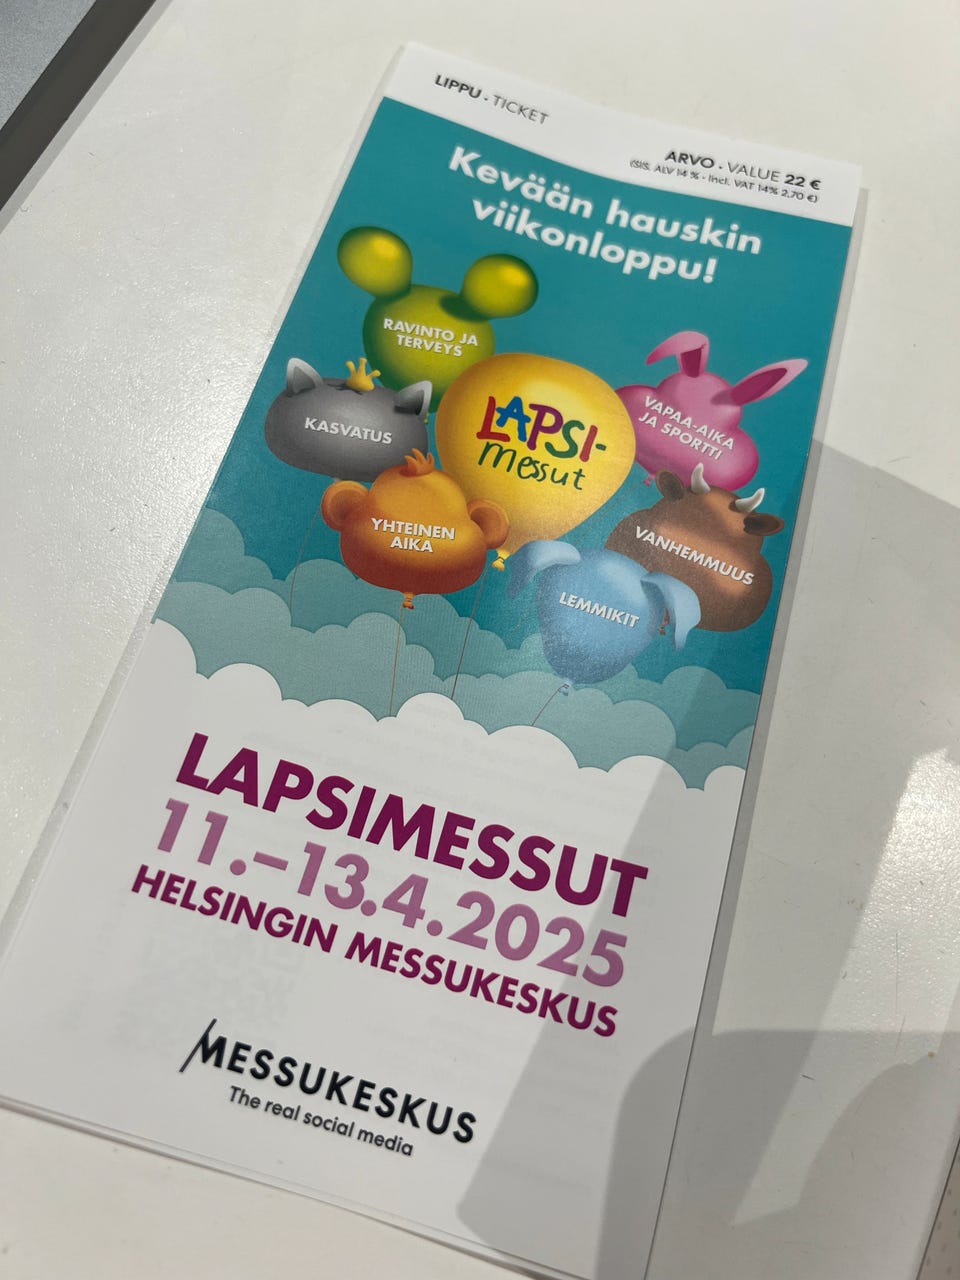 LIPPU • TICKET
ARVO • VALUE 22 €
(SIS. ALV 14 % • Incl. VAT 14% 2,70 €)
Kevään hauskin
viikonloppu!
RAVINTO JA
TERVEYS
KASVATUS
LAPSI-
messut
VAPAA-AIKA
JA SPORTTI
YHTEINEN
AIKA
VANHEMMUUS
LEMMIKIT
LAPSIMESSUT
11.–13.4.2025
HELSINGIN MESSUKESKUS
MESSUKESKUS
The real social media